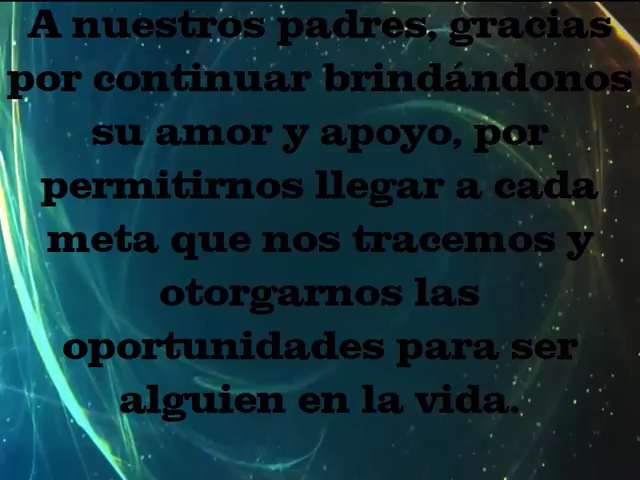 A nuestros padres, gracias
por continuar brindándonos
su amor y apoyo, por
permitirnos llegar a cada
meta que nos tracemos y
otorgarnos las
oportunidades para ser
alguien en la vida.